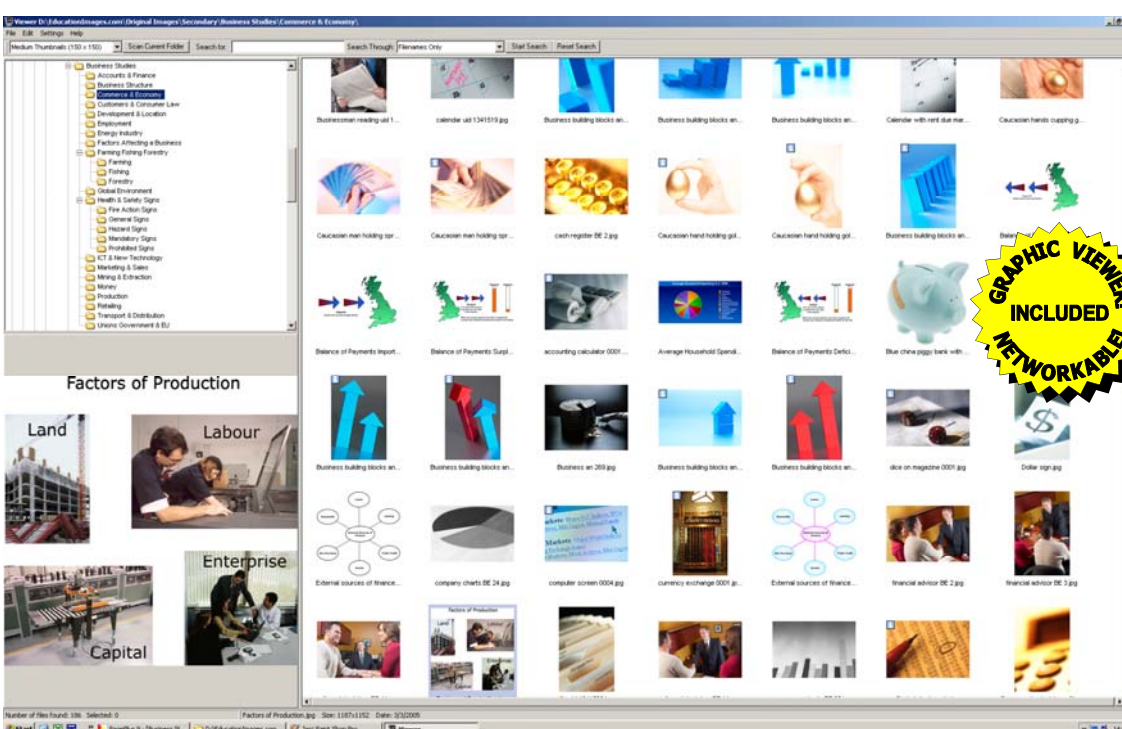 Viewer D:\EducationImages.com\Original Images\Secondary\Business Studies\Commerce & Economy\
File Edit Settings Help
Medium Thumbnails (150 x 150) Scan Current Folder Search for: Search Through: Filenames Only Start Search Reset Search
Business Studies
Accounts & Finance
Business Structure
Commerce & Economy
Customers & Consumer Law
Development & Location
Employment
Energy Industry
Factors Affecting a Business
Farming Fishing Forestry
Farming
Fishing
Forestry
Global Environment
Health & Safety Signs
Fire Action Signs
General Signs
Hazard Signs
Mandatory Signs
Prohibited Signs
ICT & New Technology
Marketing & Sales
Mining & Extraction
Money
Production
Retailing
Transport & Distribution
Unions Government & EU
Factors of Production
Land
Labour
Enterprise
Capital
Businessman reading uid 1... calendar uid 1341519.jpg Business building blocks an... Business building blocks an... Business building blocks an... Calendar with rent due mar... Caucasian hands cupping g...
Caucasian man holding spr... Caucasian man holding spr... cash register BE 2.jpg Caucasian hand holding gol... Caucasian hand holding gol... Business building blocks an...
Balance of Payments Import... Balance of Payments Surpl... accounting calculator 0001... Average Household Spendi... Balance of Payments Defici... Blue china piggy bank with ...
GRAPHIC VIEWER!
INCLUDED
NETWORKABLE!
Business building blocks an... Business building blocks an... Business an 269.jpg Business building blocks an... Business building blocks an... dice on magazine 0001.jpg Dollar sign.jpg
External sources of finance... company charts BE 24.jpg computer screen 0004.jpg currency exchange 0001.jp... External sources of finance... financial advisor BE 2.jpg financial advisor BE 3.jpg
Factors of Production
Land
Labour
Enterprise
Capital
Number of files found: 186 Selected: 0 Factors of Production.jpg Size: 1187x1152 Date: 3/3/2005
Start